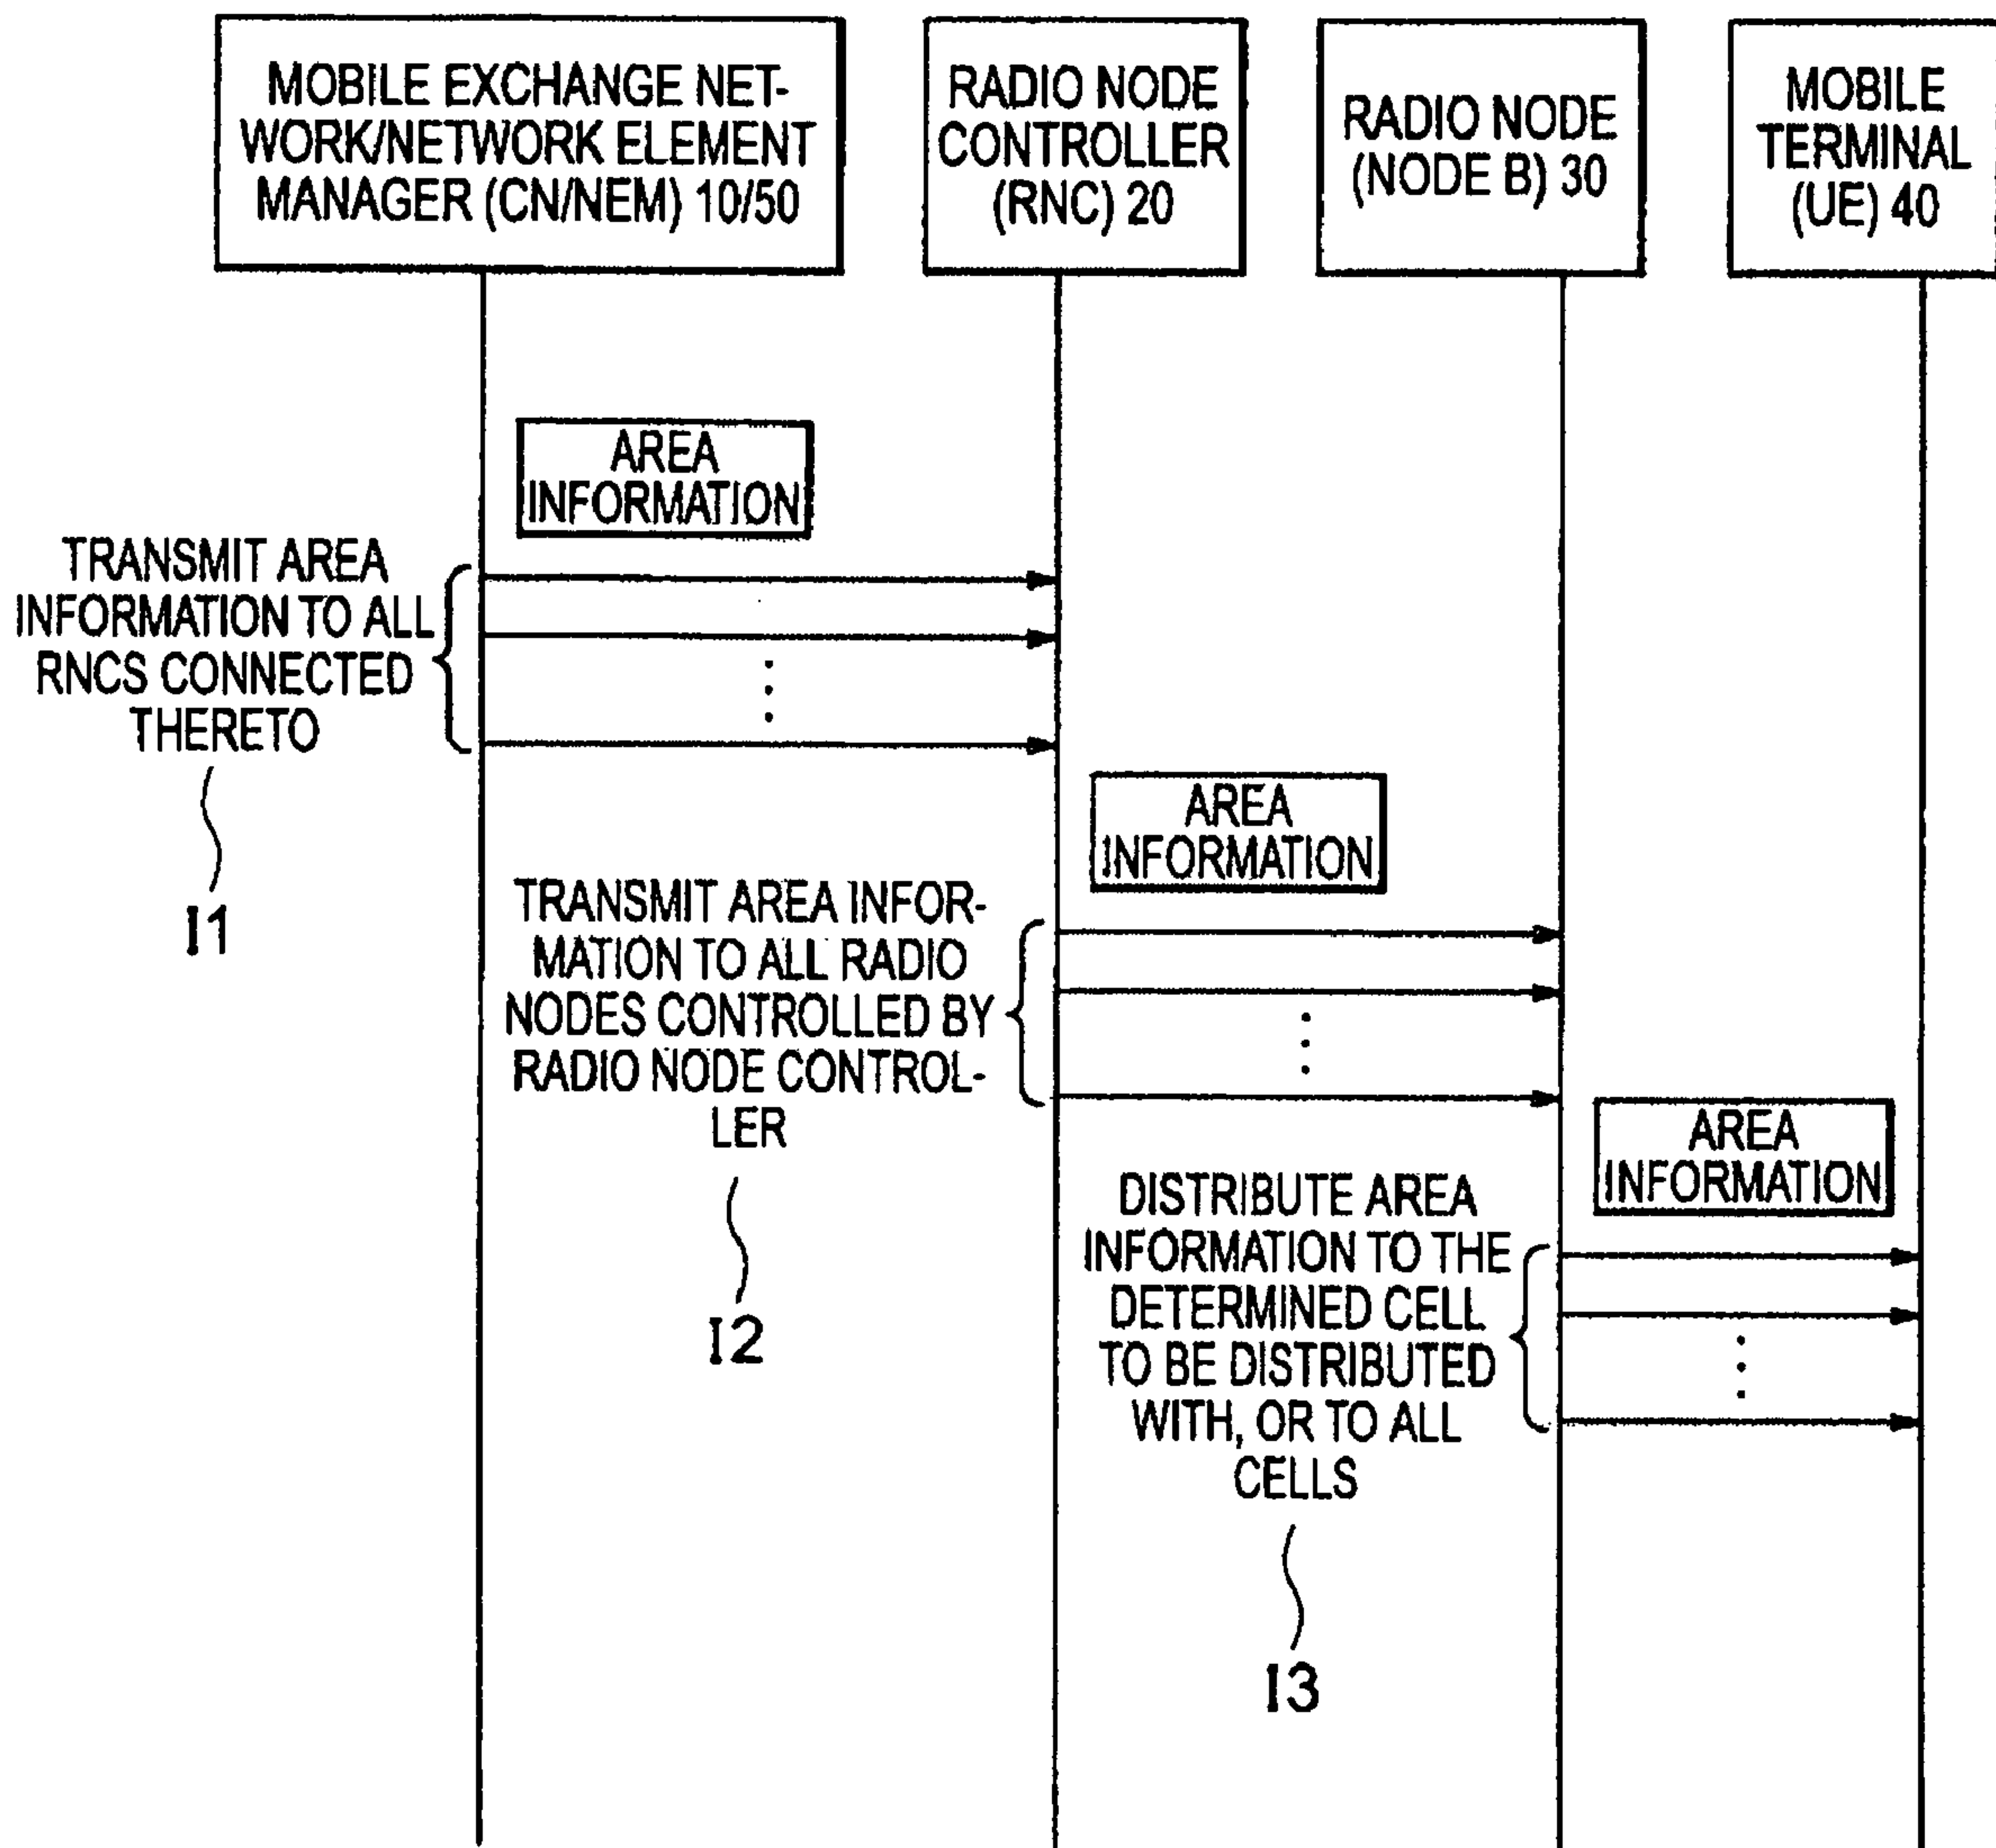 MOBILE EXCHANGE NET-
WORK/NETWORK ELEMENT
MANAGER (CN/NEM) 10/50
RADIO NODE
CONTROLLER
(RNC) 20
RADIO NODE
(NODE B) 30
MOBILE
TERMINAL
(UE) 40
AREA
INFORMATION
TRANSMIT AREA
INFORMATION TO ALL
RNCS CONNECTED
THERETO
I1
AREA
INFORMATION
TRANSMIT AREA INFOR-
MATION TO ALL RADIO
NODES CONTROLLED BY
RADIO NODE CONTROL-
LER
I2
AREA
INFORMATION
DISTRIBUTE AREA
INFORMATION TO THE
DETERMINED CELL
TO BE DISTRIBUTED
WITH, OR TO ALL
CELLS
I3